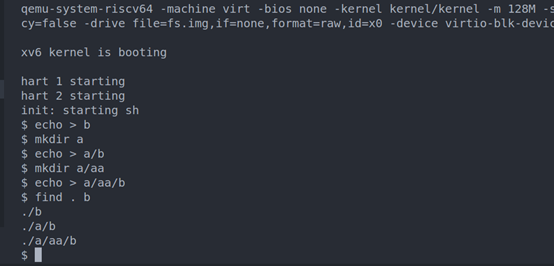 qemu-system-riscv64 -machine virt -bios none -kernel kernel/kernel -m 128M -s
cy=false -drive file=fs.img,if=none,format=raw,id=x0 -device virtio-blk-devic
xv6 kernel is booting
hart 1 starting
hart 2 starting
init: starting sh
$ echo > b
$ mkdir a
$ echo > a/b
$ mkdir a/aa
$ echo > a/aa/b
$ find . b
./b
./a/b
./a/aa/b
$